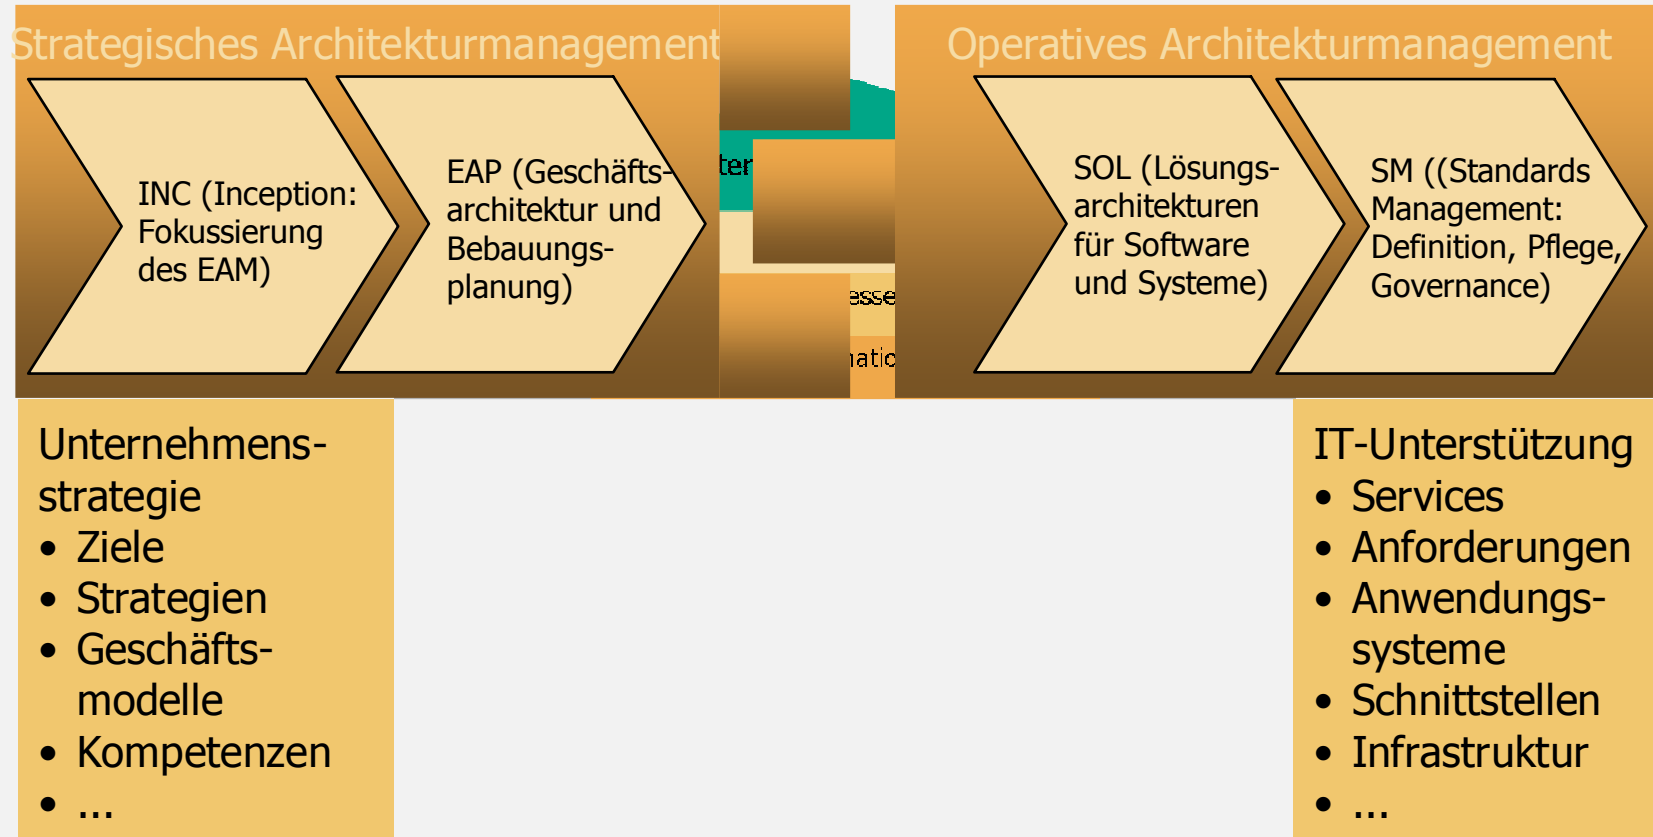 Strategisches Architekturmanagement
INC (Inception:
Fokussierung
des EAM)
EAP (Geschäfts-
architektur und
Bebauungs-
planung)
Operatives Architekturmanagement
SOL (Lösungs-
architekturen
für Software
und Systeme)
SM ((Standards
Management:
Definition, Pflege,
Governance)
Unternehmens-
strategie
• Ziele
• Strategien
• Geschäfts-
modelle
• Kompetenzen
• ...
IT-Unterstützung
• Services
• Anforderungen
• Anwendungs-
systeme
• Schnittstellen
• Infrastruktur
• ...